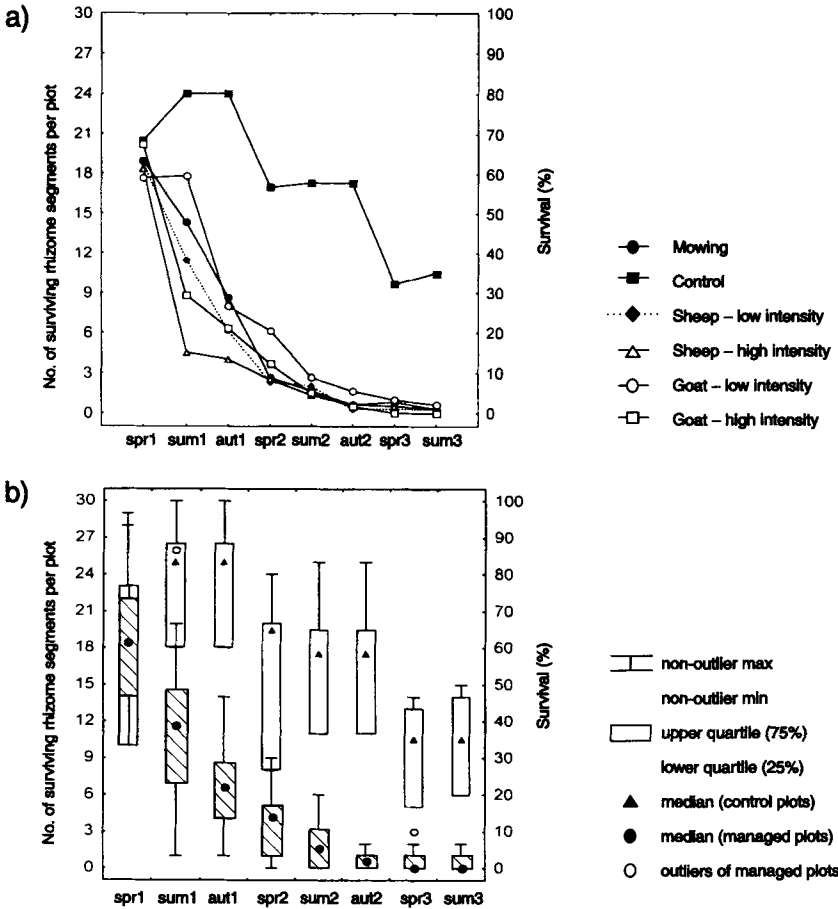 a)
30
27
24
21
18
15
12
9
6
3
0
No. of surviving rhizome segments per plot
100
90
80
70
60
50
40
30
20
10
0
Survival (%)
spr1 sum1 aut1 spr2 sum2 aut2 spr3 sum3
Mowing
Control
Sheep – low intensity
Sheep – high intensity
Goat – low intensity
Goat – high intensity
b)
30
27
24
21
18
15
12
9
6
3
0
No. of surviving rhizome segments per plot
100
90
80
70
60
50
40
30
20
10
0
Survival (%)
spr1 sum1 aut1 spr2 sum2 aut2 spr3 sum3
non-outlier max
non-outlier min
upper quartile (75%)
lower quartile (25%)
median (control plots)
median (managed plots)
outliers of managed plots